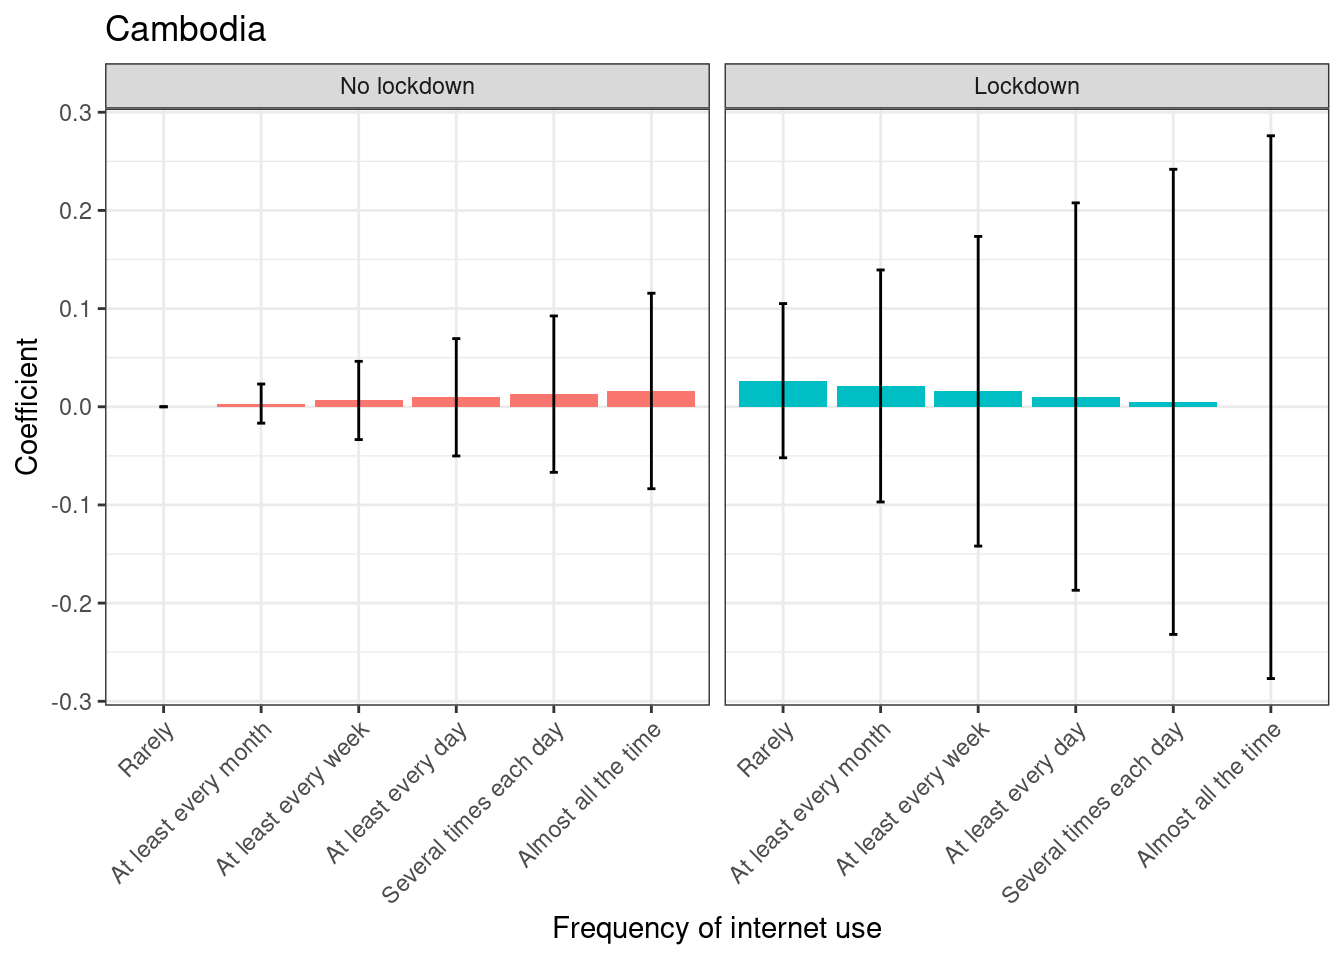 Cambodia
No lockdown
Lockdown
0.3
0.2
0.1
0.0
-0.1
-0.2
-0.3
Coefficient
Rarely
At least every month
At least every week
At least every day
Several times each day
Almost all the time
Rarely
At least every month
At least every week
At least every day
Several times each day
Almost all the time
Frequency of internet use